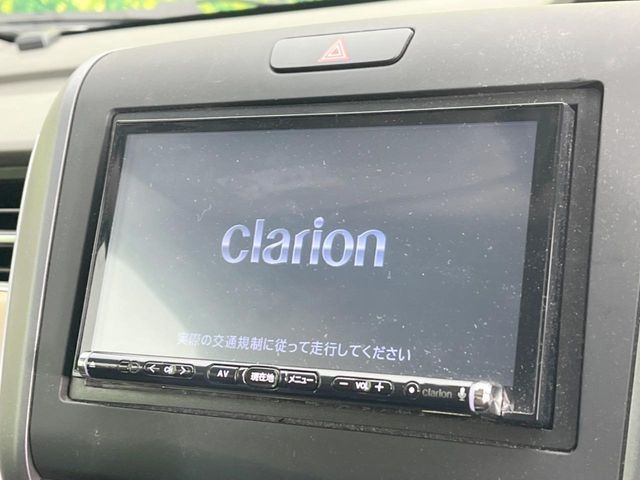 clarion
実際の交通規制に従って走行してください
CH AV 現在地 メニュー − VOL + clarion